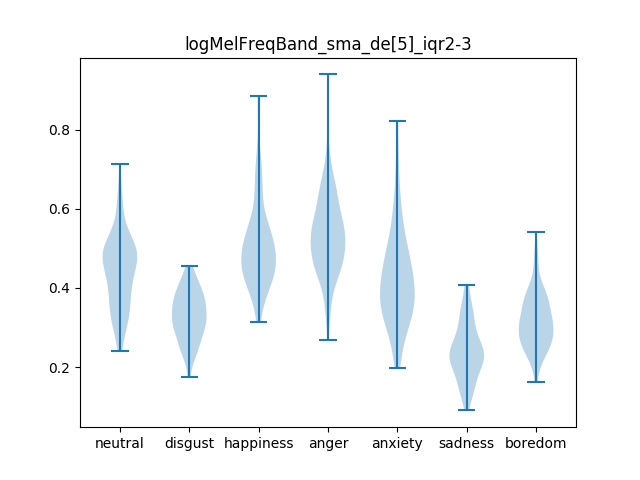 logMelFreqBand_sma_de[5]_iqr2-3
0.8
0.6
0.4
0.2
neutral disgust happiness anger anxiety sadness boredom